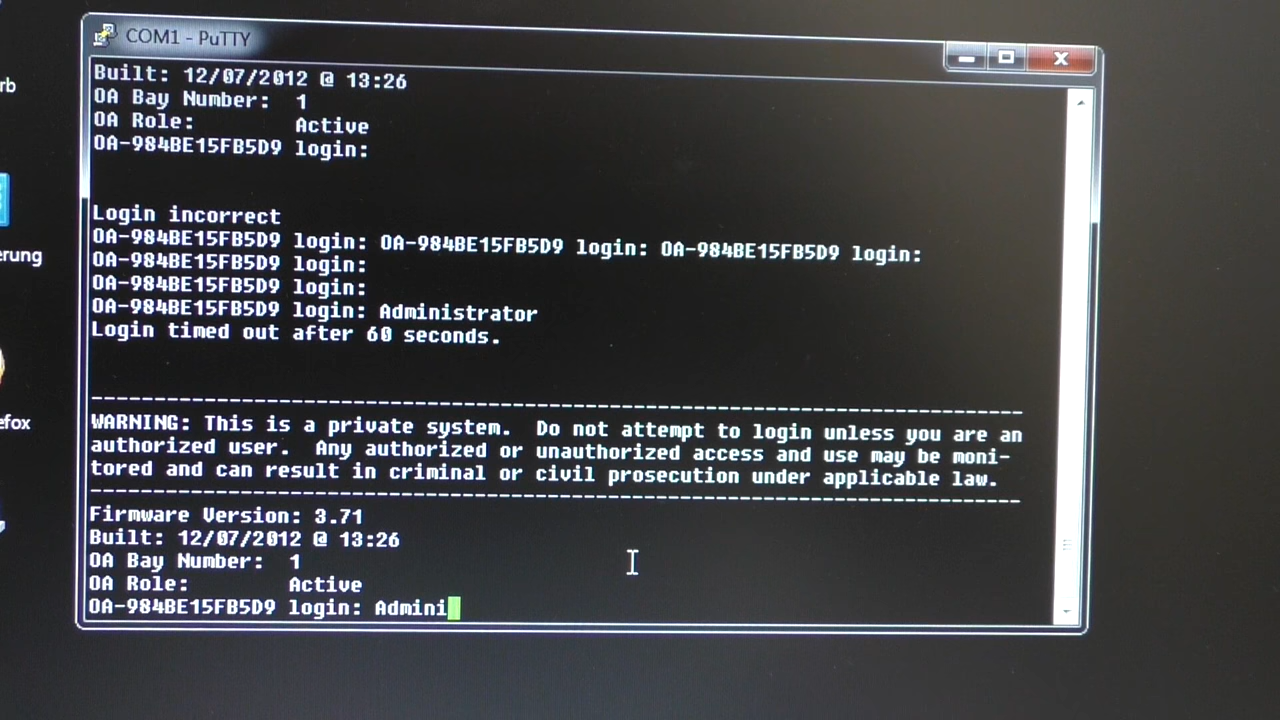 COM1 - PuTTY
rb
Built: 12/07/2012 @ 13:26
OA Bay Number: 1
OA Role: Active
OA-984BE15FB5D9 login:
Login incorrect
OA-984BE15FB5D9 login: OA-984BE15FB5D9 login: OA-984BE15FB5D9 login:
erung
OA-984BE15FB5D9 login:
OA-984BE15FB5D9 login:
OA-984BE15FB5D9 login: Administrator
Login timed out after 60 seconds.
--------------------------------------------------------------------------
WARNING: This is a private system. Do not attempt to login unless you are an
efox
authorized user. Any authorized or unauthorized access and use may be moni-
tored and can result in criminal or civil prosecution under applicable law.
--------------------------------------------------------------------------
Firmware Version: 3.71
Built: 12/07/2012 @ 13:26
OA Bay Number: 1
OA Role: Active
OA-984BE15FB5D9 login: Admini